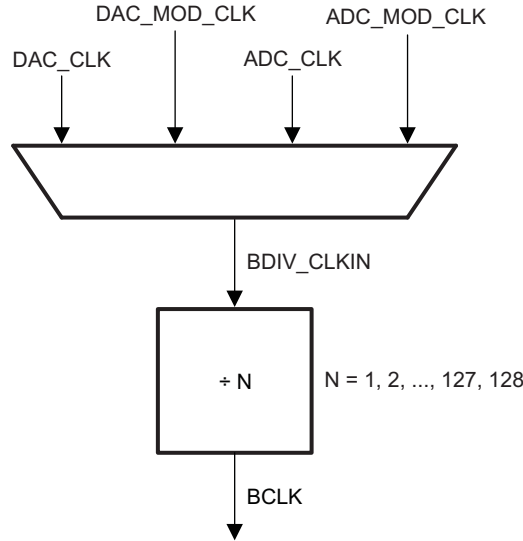 DAC_MOD_CLK
ADC_MOD_CLK
DAC_CLK
ADC_CLK
BDIV_CLKIN
÷ N
N = 1, 2, ..., 127, 128
BCLK